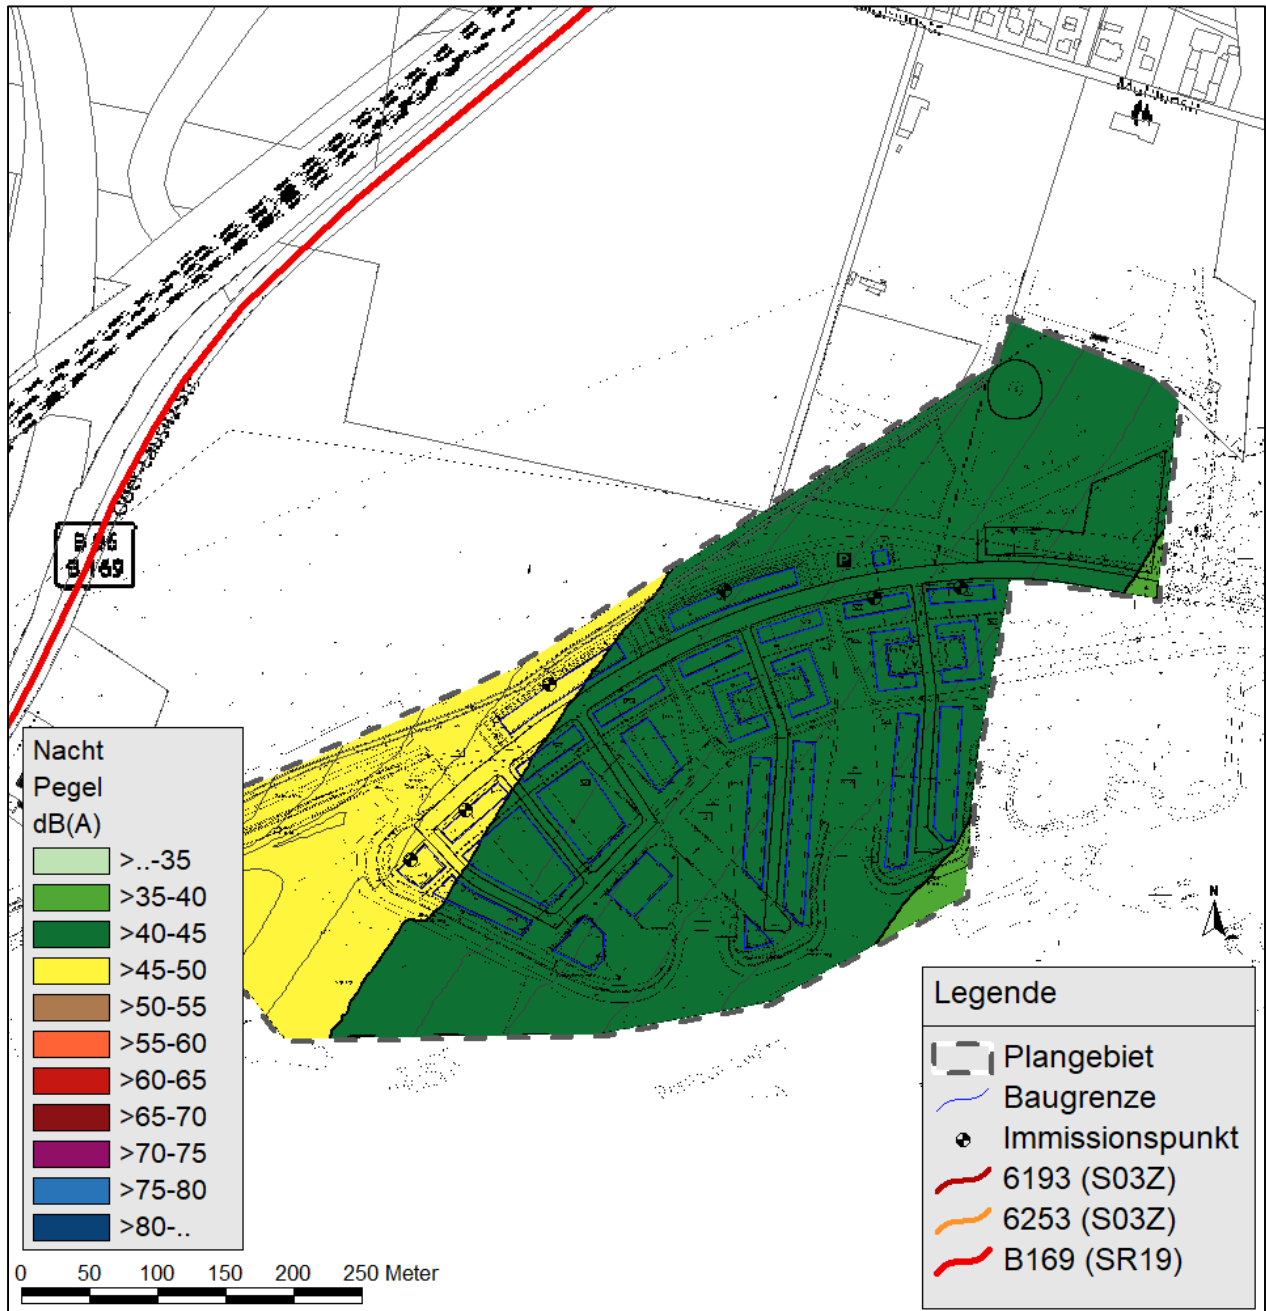 B 96
B 169
P
N
Nacht
Pegel
dB(A)
>..-35
>35-40
>40-45
>45-50
>50-55
>55-60
>60-65
>65-70
>70-75
>75-80
>80-..
0 50 100 150 200 250 Meter
Legende
Plangebiet
Baugrenze
Immissionspunkt
6193 (S03Z)
6253 (S03Z)
B169 (SR19)